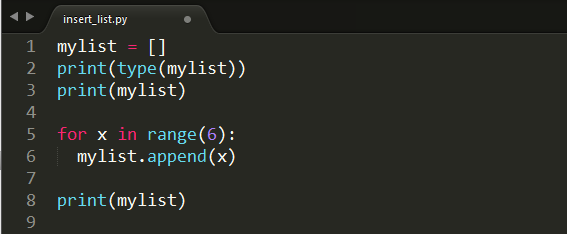 insert_list.py
1 mylist = []
2 print(type(mylist))
3 print(mylist)
4
5 for x in range(6):
6   mylist.append(x)
7
8 print(mylist)
9